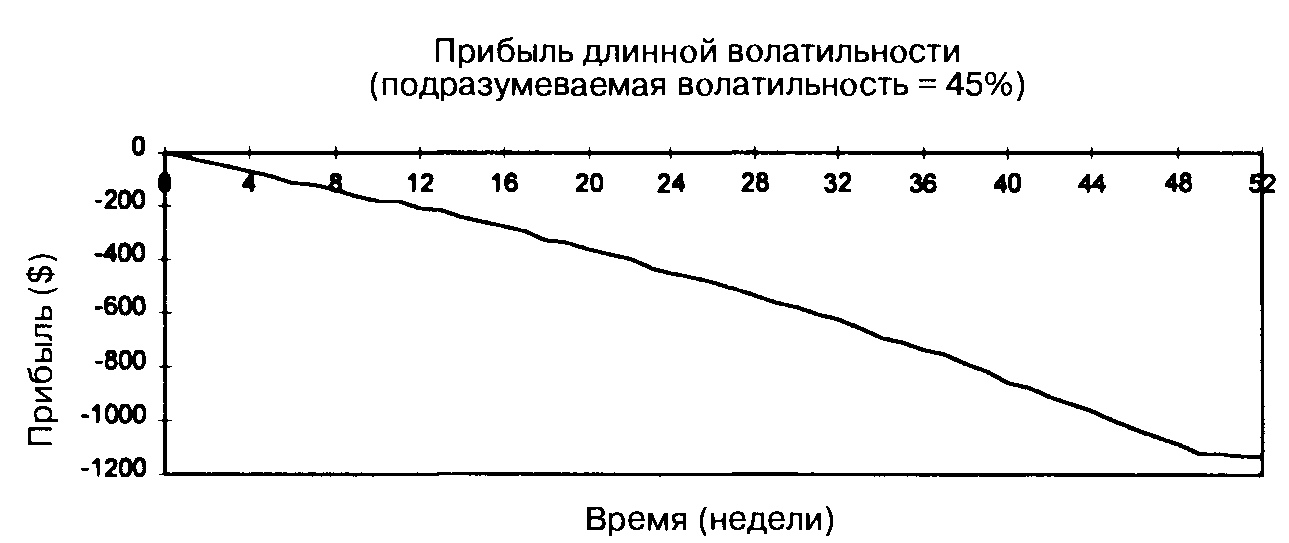 Прибыль длинной волатильности
(подразумеваемая волатильность = 45%)
0
0 4 8 12 16 20 24 28 32 36 40 44 48 52
-200
-400
-600
-800
-1000
-1200
Прибыль ($)
Время (недели)